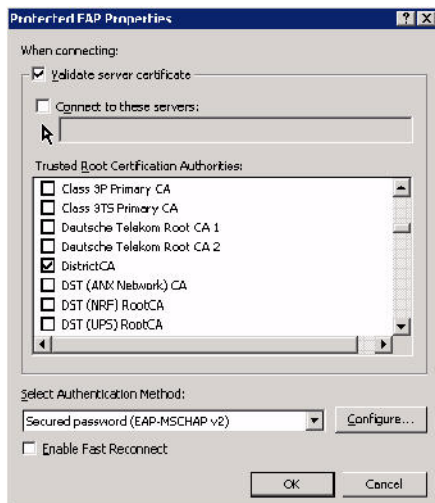 Protected EAP Properties
When connecting:
Validate server certificate
Connect to these servers:
Trusted Root Certification Authorities:
Class 3P Primary CA
Class 3TS Primary CA
Deutsche Telekom Root CA 1
Deutsche Telekom Root CA 2
DistrictCA
DST (ANX Network) CA
DST (NRF) RootCA
DST (UPS) RootCA
Select Authentication Method:
Secured password (EAP-MSCHAP v2)
Configure...
Enable Fast Reconnect
OK
Cancel